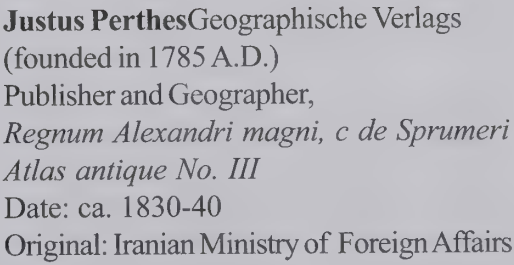 Justus PerthesGeographische Verlags
(founded in 1785 A.D.)
Publisher and Geographer,
Regnum Alexandri magni, c de Sprumeri
Atlas antique No. III
Date: ca. 1830-40
Original: Iranian Ministry of Foreign Affairs